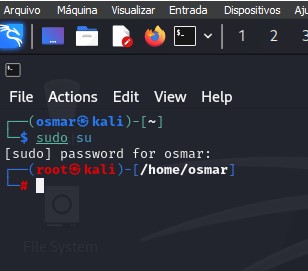 Arquivo Máquina Visualizar Entrada Dispositivos Aj
1 2 3
File Actions Edit View Help
┌──(osmar㉿kali)-[~]
└─$ sudo su
[sudo] password for osmar:
┌──(root㉿kali)-[/home/osmar]
└─#
File System